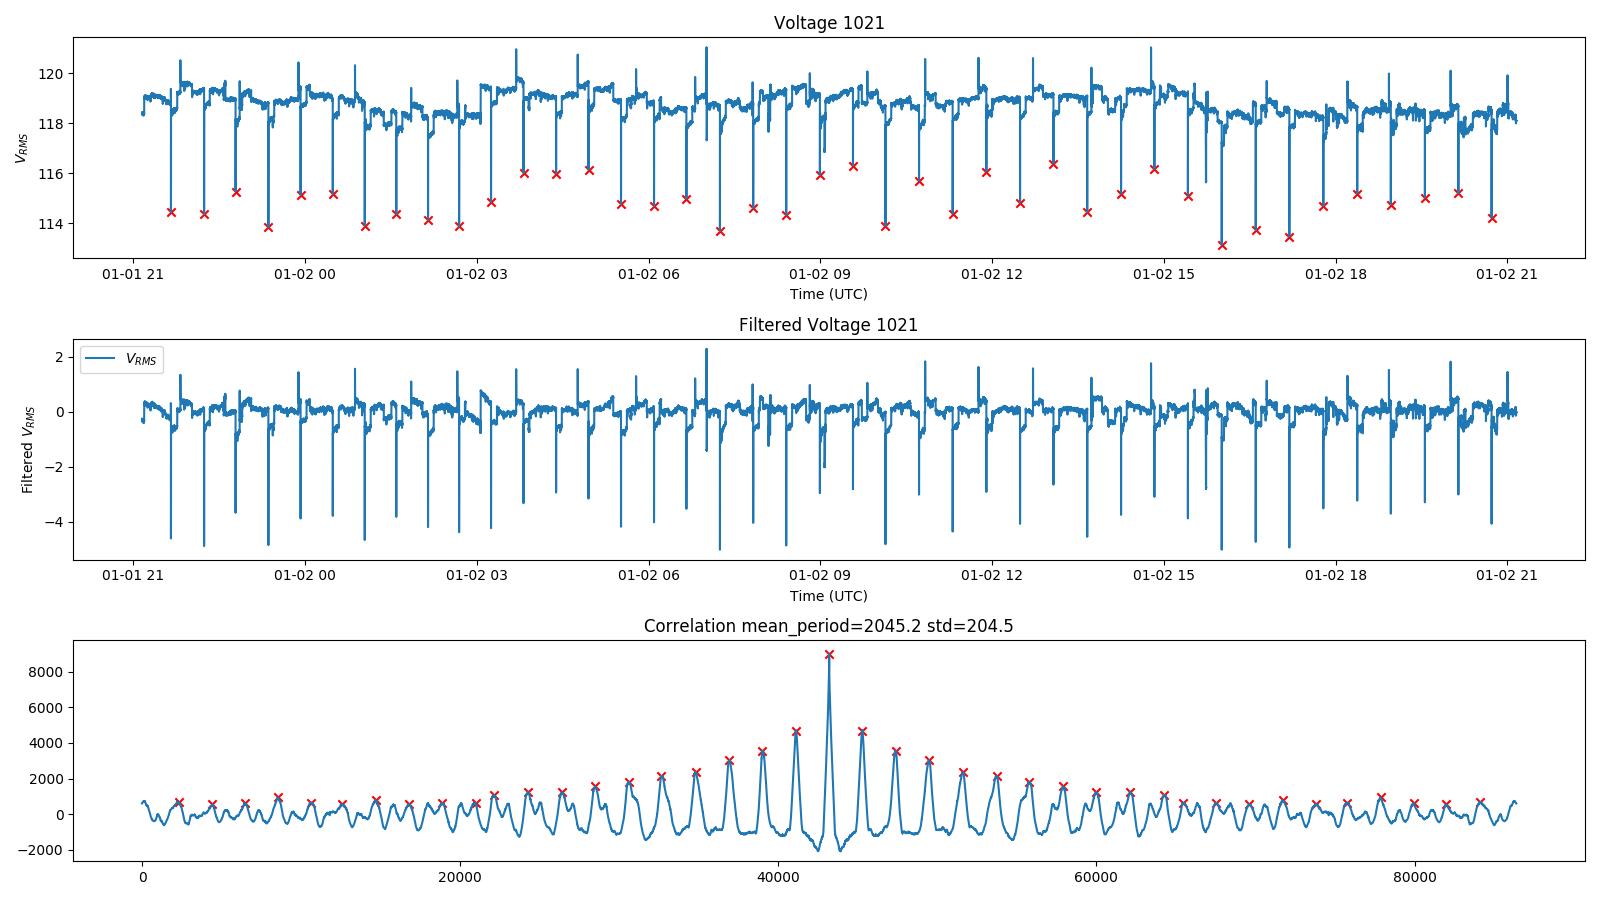 Voltage 1021
120
118
116
114
V_RMS
01-01 21 01-02 00 01-02 03 01-02 06 01-02 09 01-02 12 01-02 15 01-02 18 01-02 21
Time (UTC)
Filtered Voltage 1021
V_RMS
2
0
−2
−4
Filtered V_RMS
01-01 21 01-02 00 01-02 03 01-02 06 01-02 09 01-02 12 01-02 15 01-02 18 01-02 21
Time (UTC)
Correlation mean_period=2045.2 std=204.5
8000
6000
4000
2000
0
−2000
0 20000 40000 60000 80000